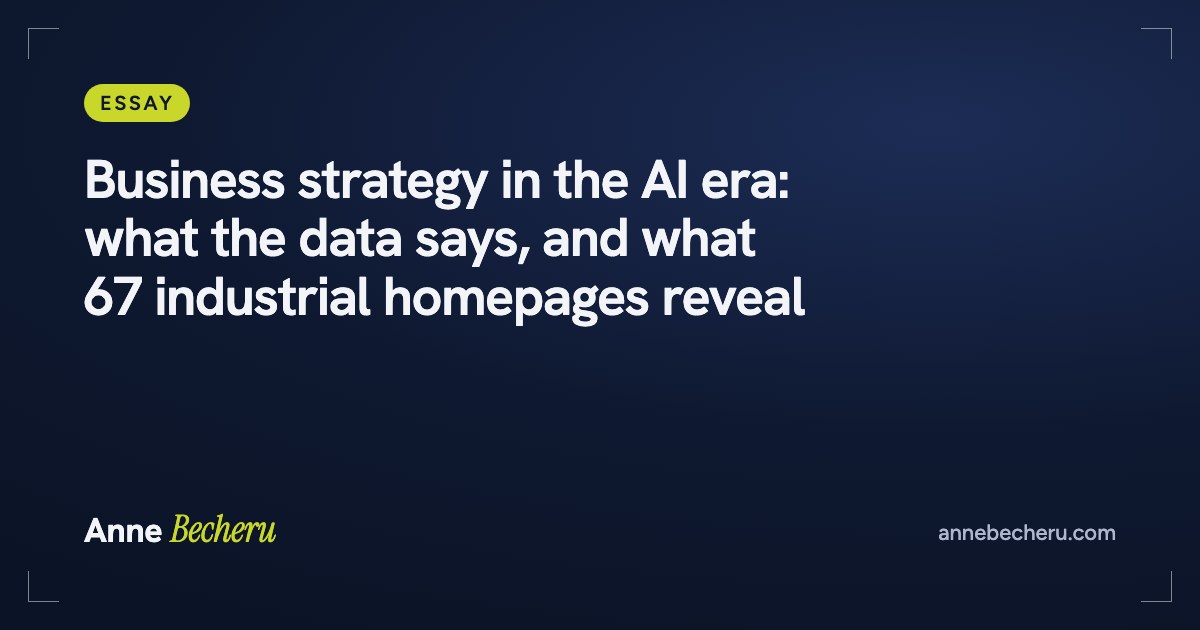 ESSAY
Business strategy in the AI era:
what the data says, and what
67 industrial homepages reveal
Anne Becheru
annebecheru.com